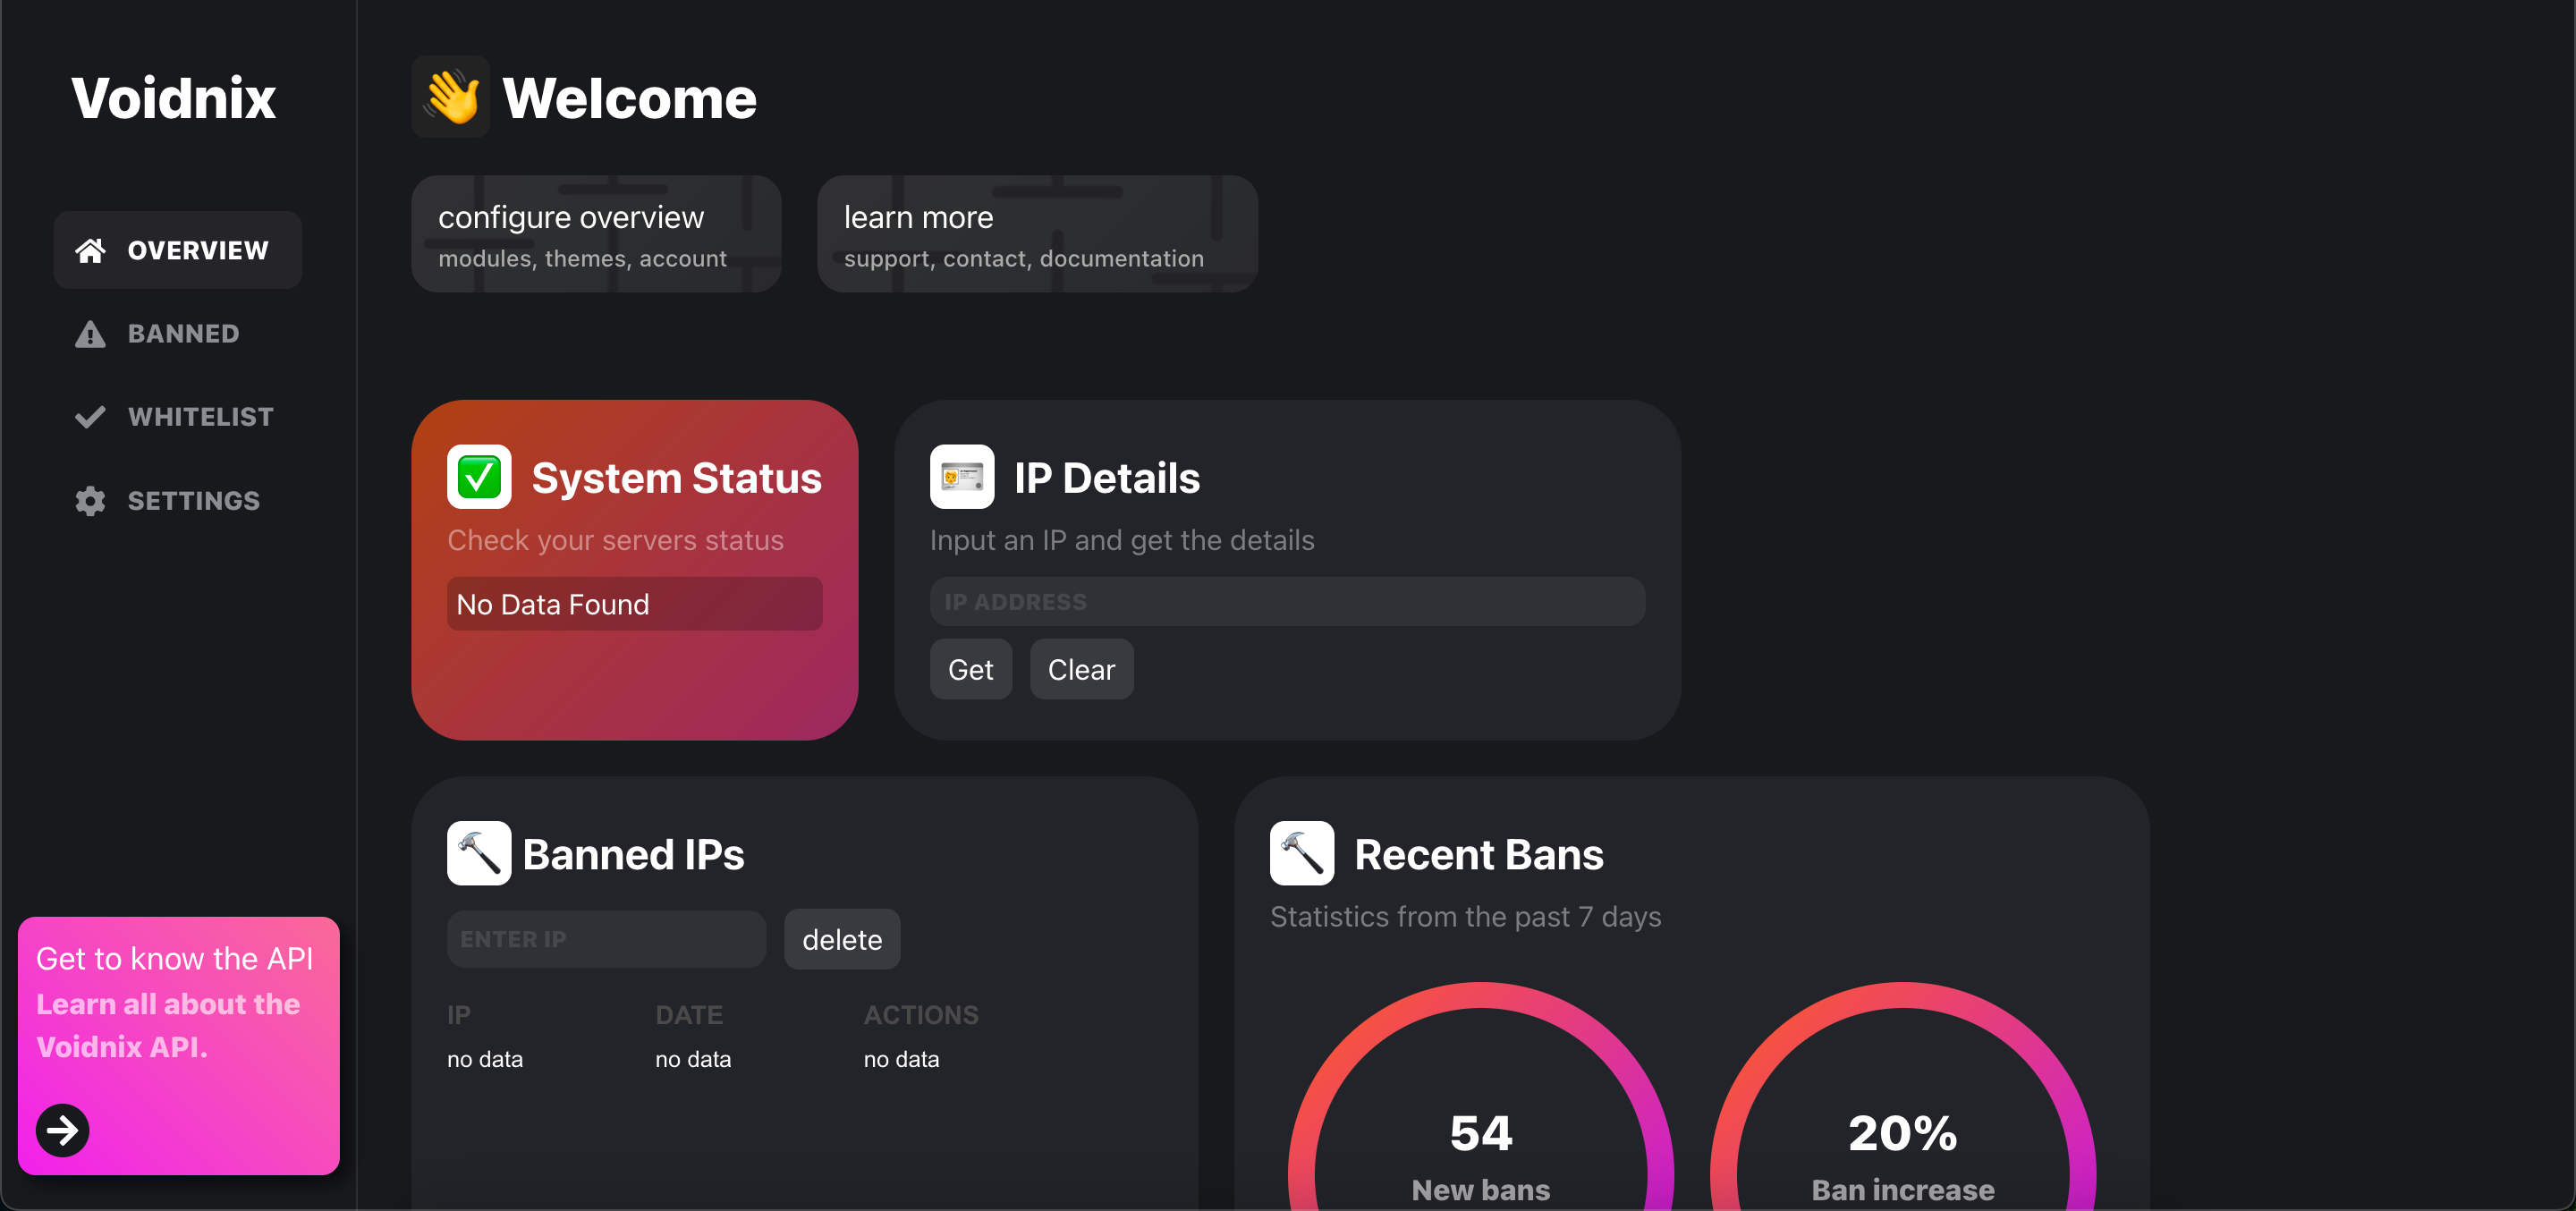 Voidnix
OVERVIEW
BANNED
WHITELIST
SETTINGS
Get to know the API
Learn all about the
Voidnix API.
Welcome
configure overview
modules, themes, account
learn more
support, contact, documentation
System Status
Check your servers status
No Data Found
IP Details
Input an IP and get the details
IP ADDRESS
Get
Clear
Banned IPs
ENTER IP
delete
IP DATE ACTIONS
no data no data no data
Recent Bans
Statistics from the past 7 days
54
New bans
20%
Ban increase